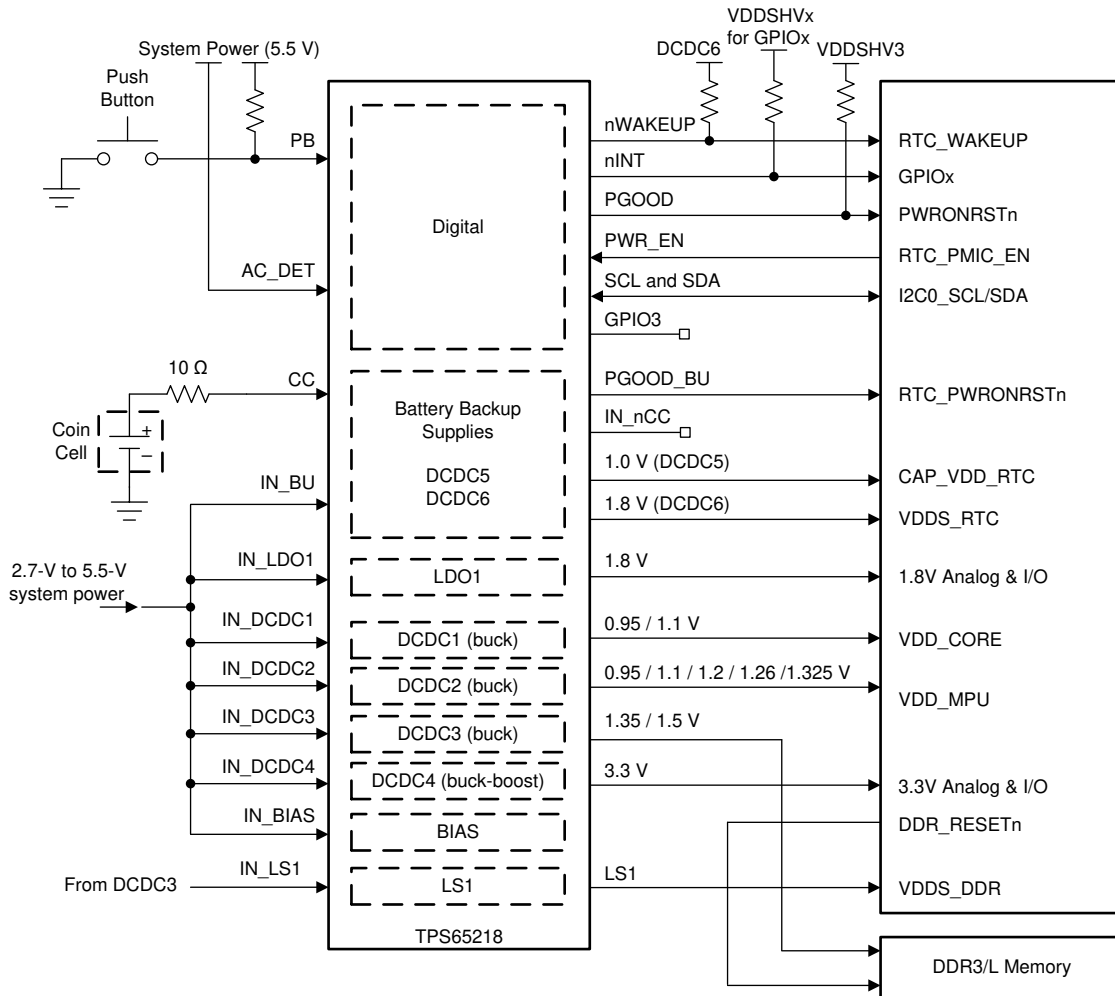 System Power (5.5 V)
Push
Button
PB
AC_DET
10 Ω
CC
Coin
Cell
+
–
IN_BU
2.7-V to 5.5-V
system power
IN_LDO1
IN_DCDC1
IN_DCDC2
IN_DCDC3
IN_DCDC4
IN_BIAS
From DCDC3
IN_LS1
Digital
Battery Backup
Supplies
DCDC5
DCDC6
LDO1
DCDC1 (buck)
DCDC2 (buck)
DCDC3 (buck)
DCDC4 (buck-boost)
BIAS
LS1
TPS65218
DCDC6
VDDSHVx
for GPIOx
VDDSHV3
nWAKEUP
nINT
PGOOD
PWR_EN
SCL and SDA
GPIO3
PGOOD_BU
IN_nCC
1.0 V (DCDC5)
1.8 V (DCDC6)
1.8 V
0.95 / 1.1 V
0.95 / 1.1 / 1.2 / 1.26 /1.325 V
1.35 / 1.5 V
3.3 V
LS1
RTC_WAKEUP
GPIOx
PWRONRSTn
RTC_PMIC_EN
I2C0_SCL/SDA
RTC_PWRONRSTn
CAP_VDD_RTC
VDDS_RTC
1.8V Analog & I/O
VDD_CORE
VDD_MPU
3.3V Analog & I/O
DDR_RESETn
VDDS_DDR
DDR3/L Memory